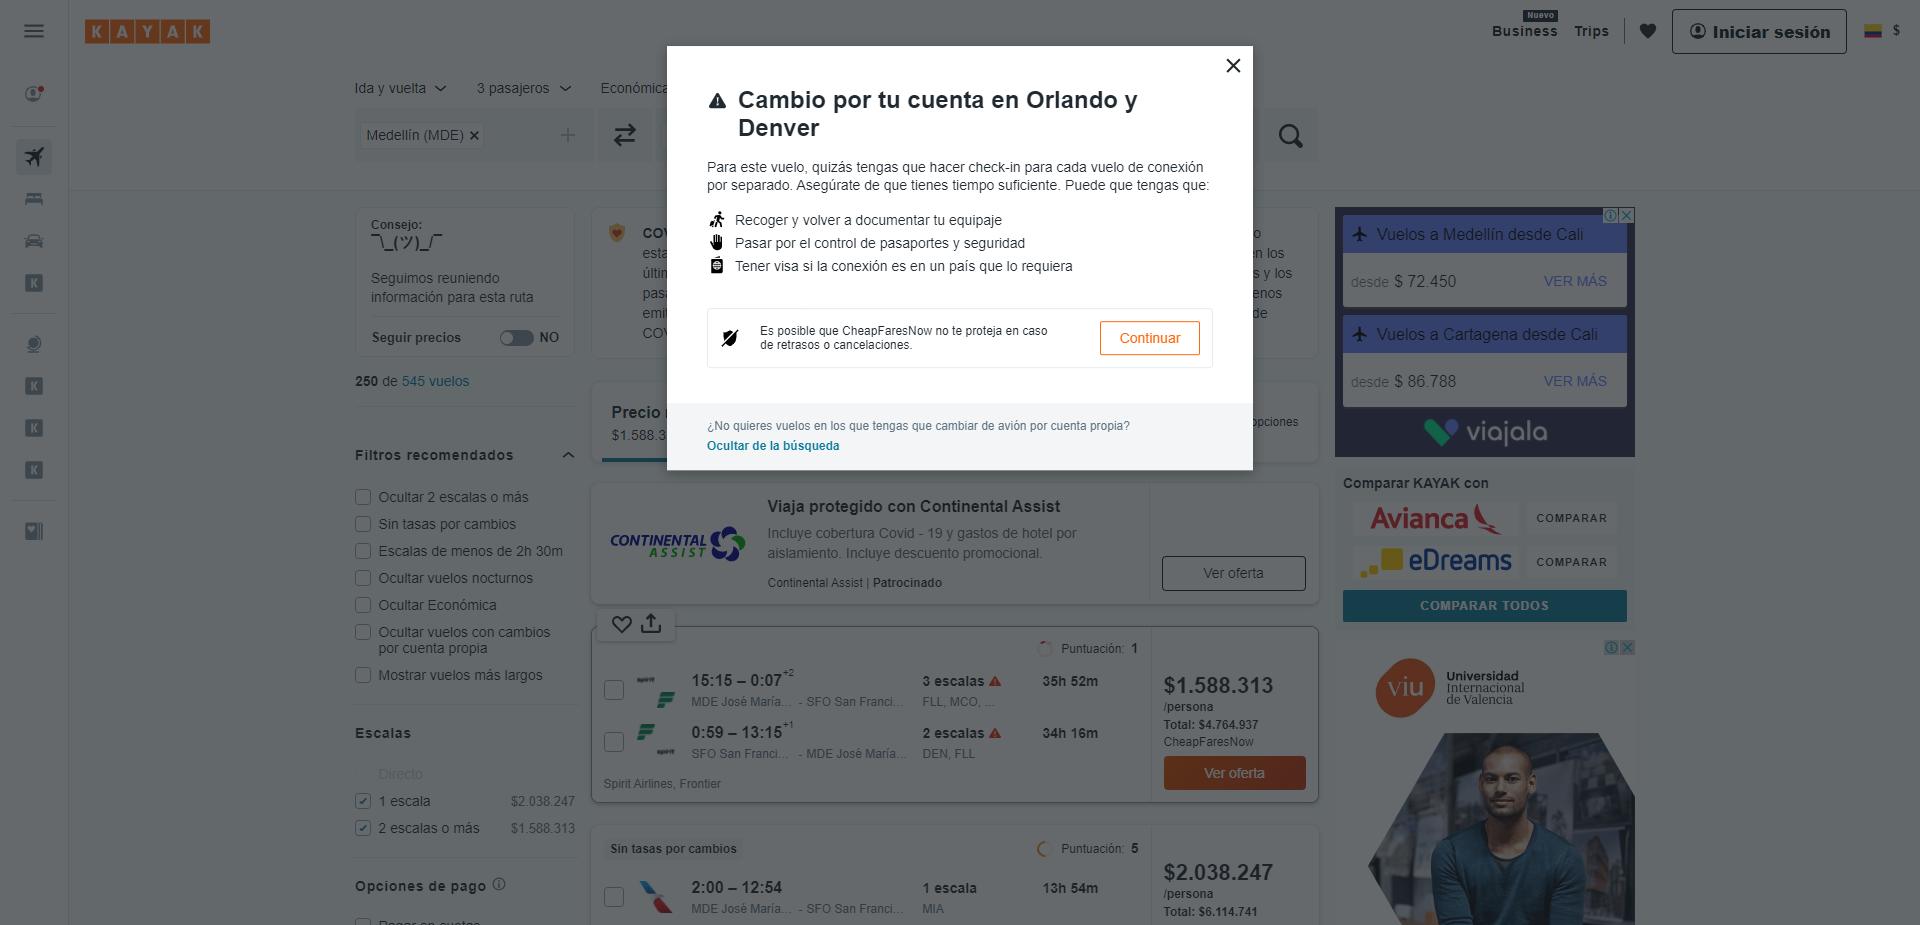 KAYAK
Nuevo
Business
Trips
Iniciar sesión
$
Ida y vuelta
3 pasajeros
Económica
Medellín (MDE)
Cambio por tu cuenta en Orlando y
Denver
Para este vuelo, quizás tengas que hacer check-in para cada vuelo de conexión
por separado. Asegúrate de que tienes tiempo suficiente. Puede que tengas que:
Recoger y volver a documentar tu equipaje
Pasar por el control de pasaportes y seguridad
Tener visa si la conexión es en un país que lo requiera
Es posible que CheapFaresNow no te proteja en caso
de retrasos o cancelaciones.
Continuar
¿No quieres vuelos en los que tengas que cambiar de avión por cuenta propia?
Ocultar de la búsqueda
Consejo:
¯\_(ツ)_/¯
Seguimos reuniendo
información para esta ruta
Seguir precios
NO
250 de 545 vuelos
Filtros recomendados
Ocultar 2 escalas o más
Sin tasas por cambios
Escalas de menos de 2h 30m
Ocultar vuelos nocturnos
Ocultar Económica
Ocultar vuelos con cambios
por cuenta propia
Mostrar vuelos más largos
Escalas
Directo
1 escala $2.038.247
2 escalas o más $1.588.313
Opciones de pago
Pagar en cuotas
Precio
$1.588.3
opciones
Viaja protegido con Continental Assist
Incluye cobertura Covid - 19 y gastos de hotel por
aislamiento. Incluye descuento promocional.
Continental Assist | Patrocinado
CONTINENTAL
ASSIST
Ver oferta
Puntuación: 1
15:15 – 0:07+2
3 escalas
35h 52m
MDE José María... - SFO San Franci...
FLL, MCO, ...
0:59 – 13:15+1
2 escalas
34h 16m
SFO San Franci... - MDE José María...
DEN, FLL
Spirit Airlines, Frontier
$1.588.313
/persona
Total: $4.764.937
CheapFaresNow
Ver oferta
Sin tasas por cambios
Puntuación: 5
2:00 – 12:54
1 escala
13h 54m
MDE José María... - SFO San Franci...
MIA
$2.038.247
/persona
Total: $6.114.741
Vuelos a Medellín desde Cali
desde $ 72.450
VER MÁS
Vuelos a Cartagena desde Cali
desde $ 86.788
VER MÁS
viajala
Comparar KAYAK con
Avianca
COMPARAR
eDreams
COMPARAR
COMPARAR TODOS
viu
Universidad
Internacional
de Valencia